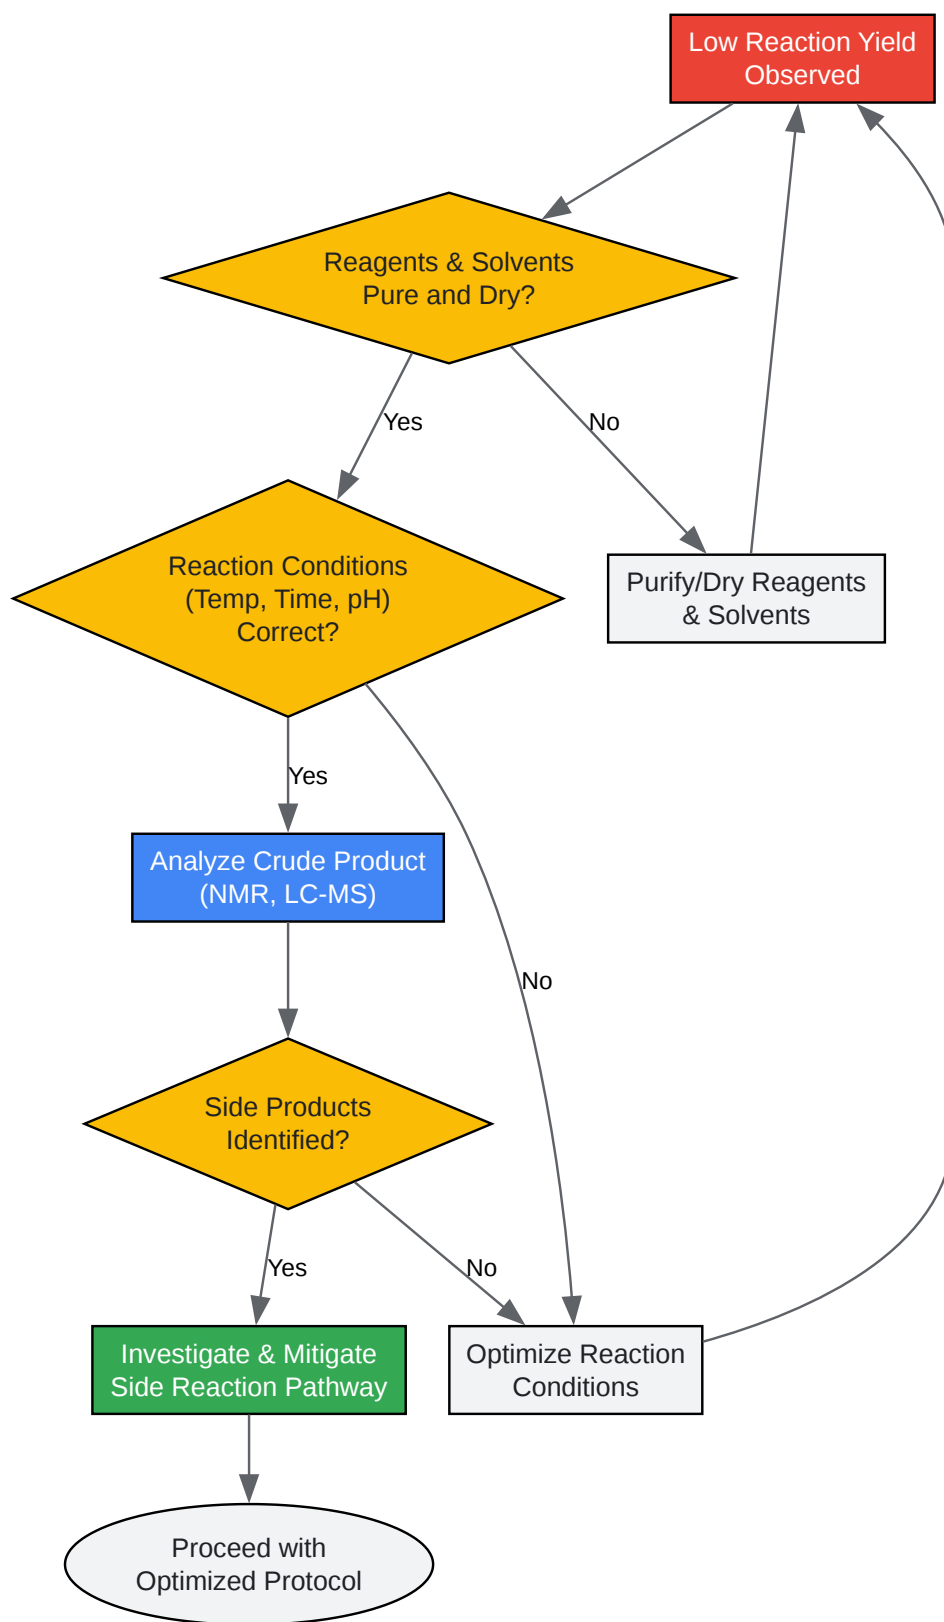 Low Reaction Yield
Observed
Reagents & Solvents
Pure and Dry?
Yes
No
Reaction Conditions
(Temp, Time, pH)
Correct?
Purify/Dry Reagents
& Solvents
Yes
Analyze Crude Product
(NMR, LC-MS)
No
Side Products
Identified?
Yes
No
Investigate & Mitigate
Side Reaction Pathway
Optimize Reaction
Conditions
Proceed with
Optimized Protocol